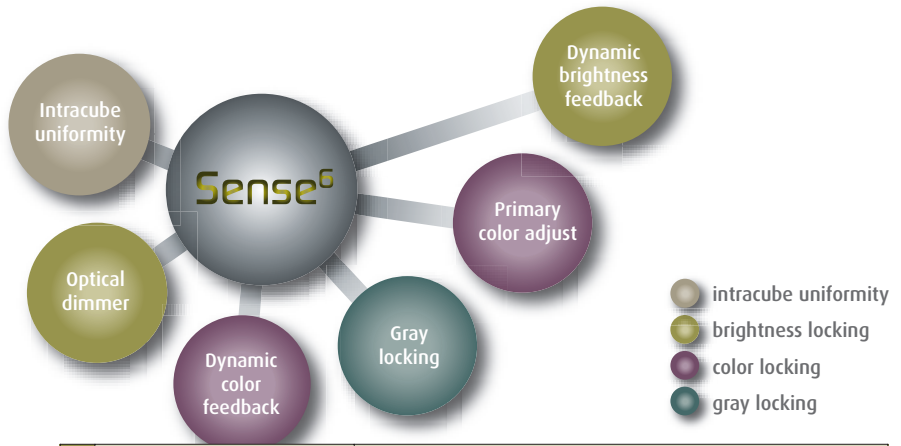 Dynamic
brightness
feedback
Intracube
uniformity
Sense⁶
Primary
color adjust
Optical
dimmer
Gray
locking
Dynamic
color
feedback
intracube uniformity
brightness locking
color locking
gray locking